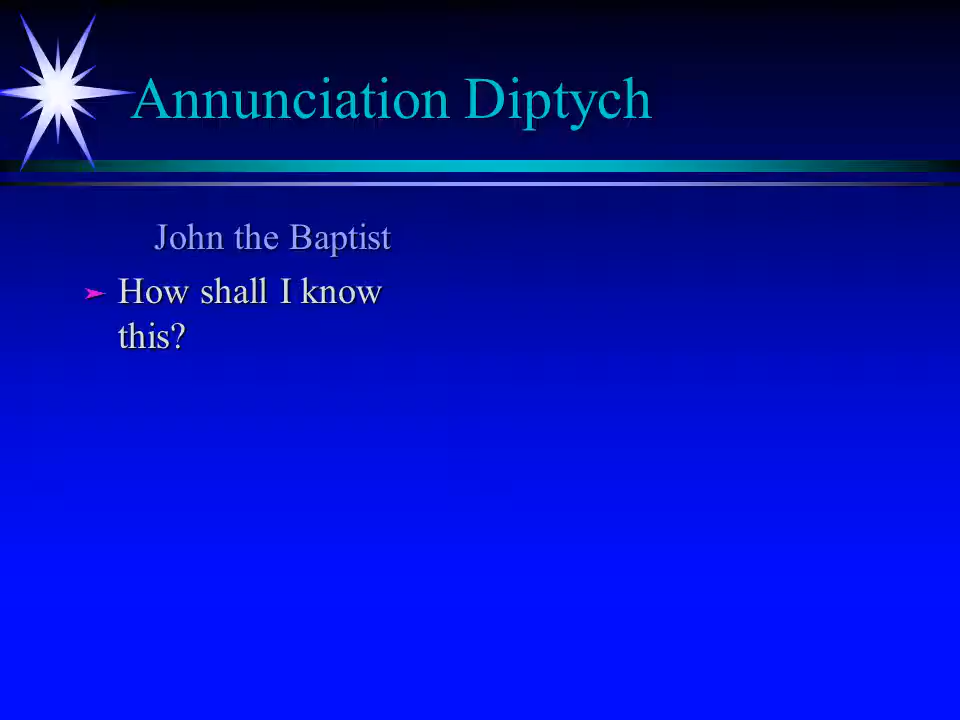 Annunciation Diptych
John the Baptist
How shall I know
this?